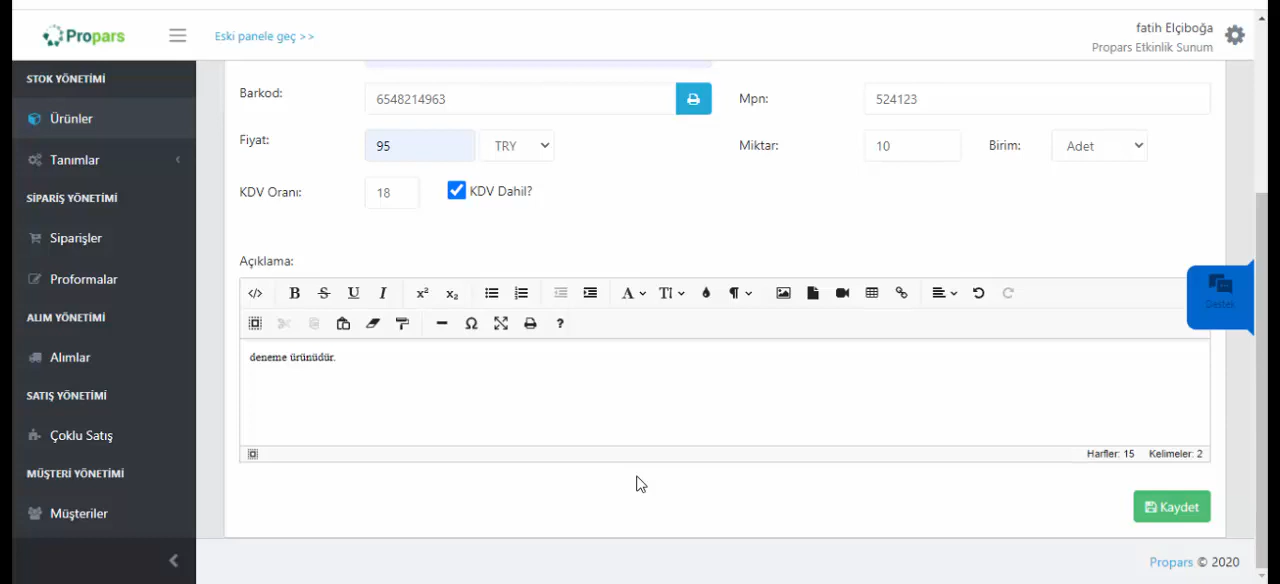 Propars
Eski panele geç >>
fatih Elçiboğa
Propars Etkinlik Sunum
STOK YÖNETİMİ
Ürünler
Tanımlar
SİPARİŞ YÖNETİMİ
Siparişler
Proformalar
ALIM YÖNETİMİ
Alımlar
SATIŞ YÖNETİMİ
Çoklu Satış
MÜŞTERİ YÖNETİMİ
Müşteriler
Barkod: 6548214963 Mpn: 524123
Fiyat: 95 TRY Miktar: 10 Birim: Adet
KDV Oranı: 18 KDV Dahil?
Açıklama:
deneme ürünüdür.
Harfler: 15 Kelimeler: 2
Destek
Kaydet
Propars © 2020